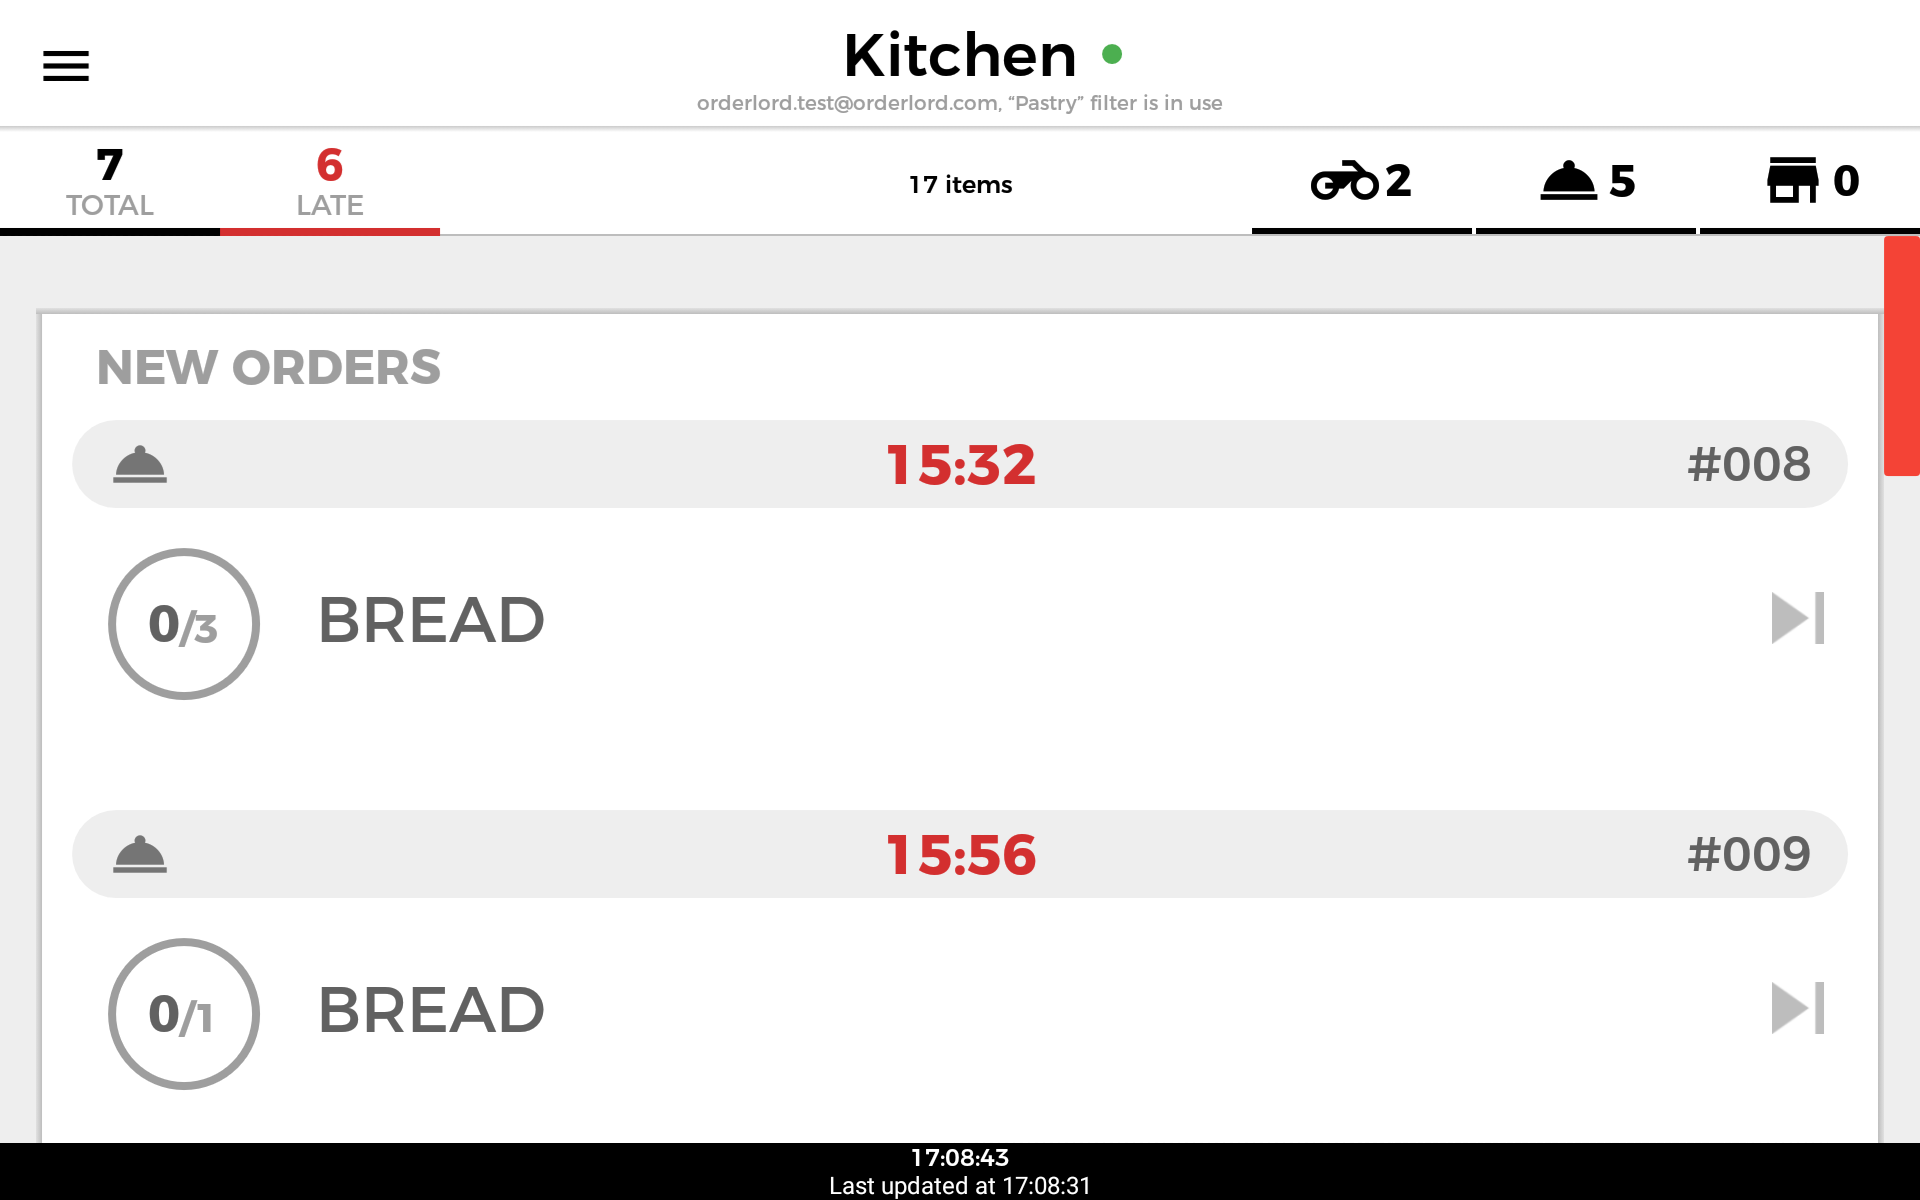 Kitchen
orderlord.test@orderlord.com, “Pastry” filter is in use
7
TOTAL
6
LATE
17 items
2
5
0
NEW ORDERS
15:32
#008
0/3
BREAD
15:56
#009
0/1
BREAD
17:08:43
Last updated at 17:08:31